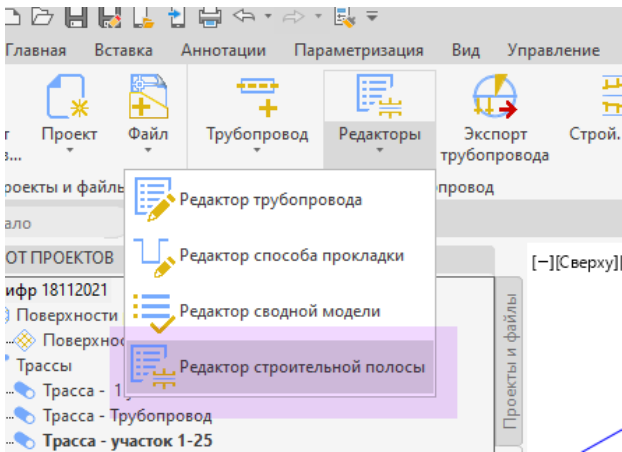 Главная Вставка Аннотации Параметризация Вид Управление
Проект Файл Трубопровод Редакторы Экспорт трубопровода Строй.
в...
роекты и файлы провод
Редактор трубопровода
ало
Редактор способа прокладки
ОТ ПРОЕКТОВ [−][Сверху]
ифр 18112021
Редактор сводной модели
Поверхности
Поверхнос
Редактор строительной полосы
Трассы
Трасса - 1
Трасса - Трубопровод
Трасса - участок 1-25
Проекты и файлы